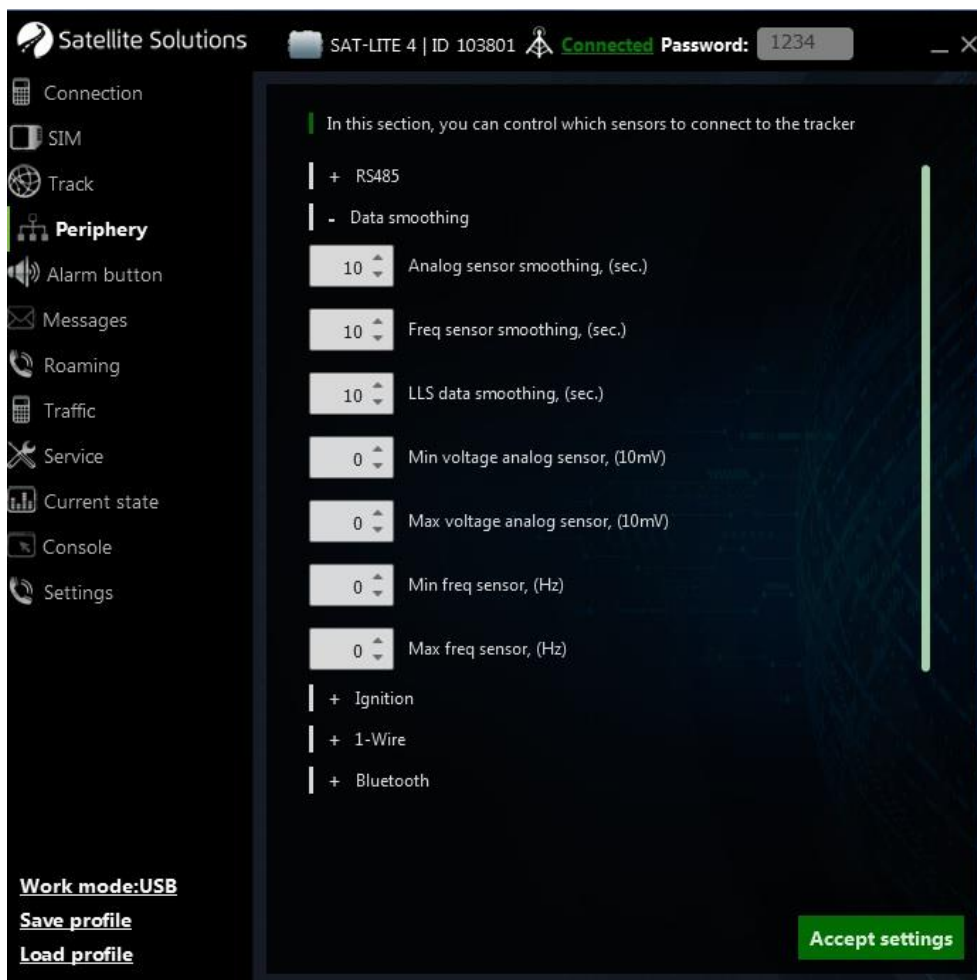 Satellite Solutions
SAT-LITE 4 | ID 103801 Connected Password: 1234
Connection
SIM
Track
Periphery
Alarm button
Messages
Roaming
Traffic
Service
Current state
Console
Settings
Work mode:USB
Save profile
Load profile
In this section, you can control which sensors to connect to the tracker
+ RS485
- Data smoothing
10 Analog sensor smoothing, (sec.)
10 Freq sensor smoothing, (sec.)
10 LLS data smoothing, (sec.)
0 Min voltage analog sensor, (10mV)
0 Max voltage analog sensor, (10mV)
0 Min freq sensor, (Hz)
0 Max freq sensor, (Hz)
+ Ignition
+ 1-Wire
+ Bluetooth
Accept settings